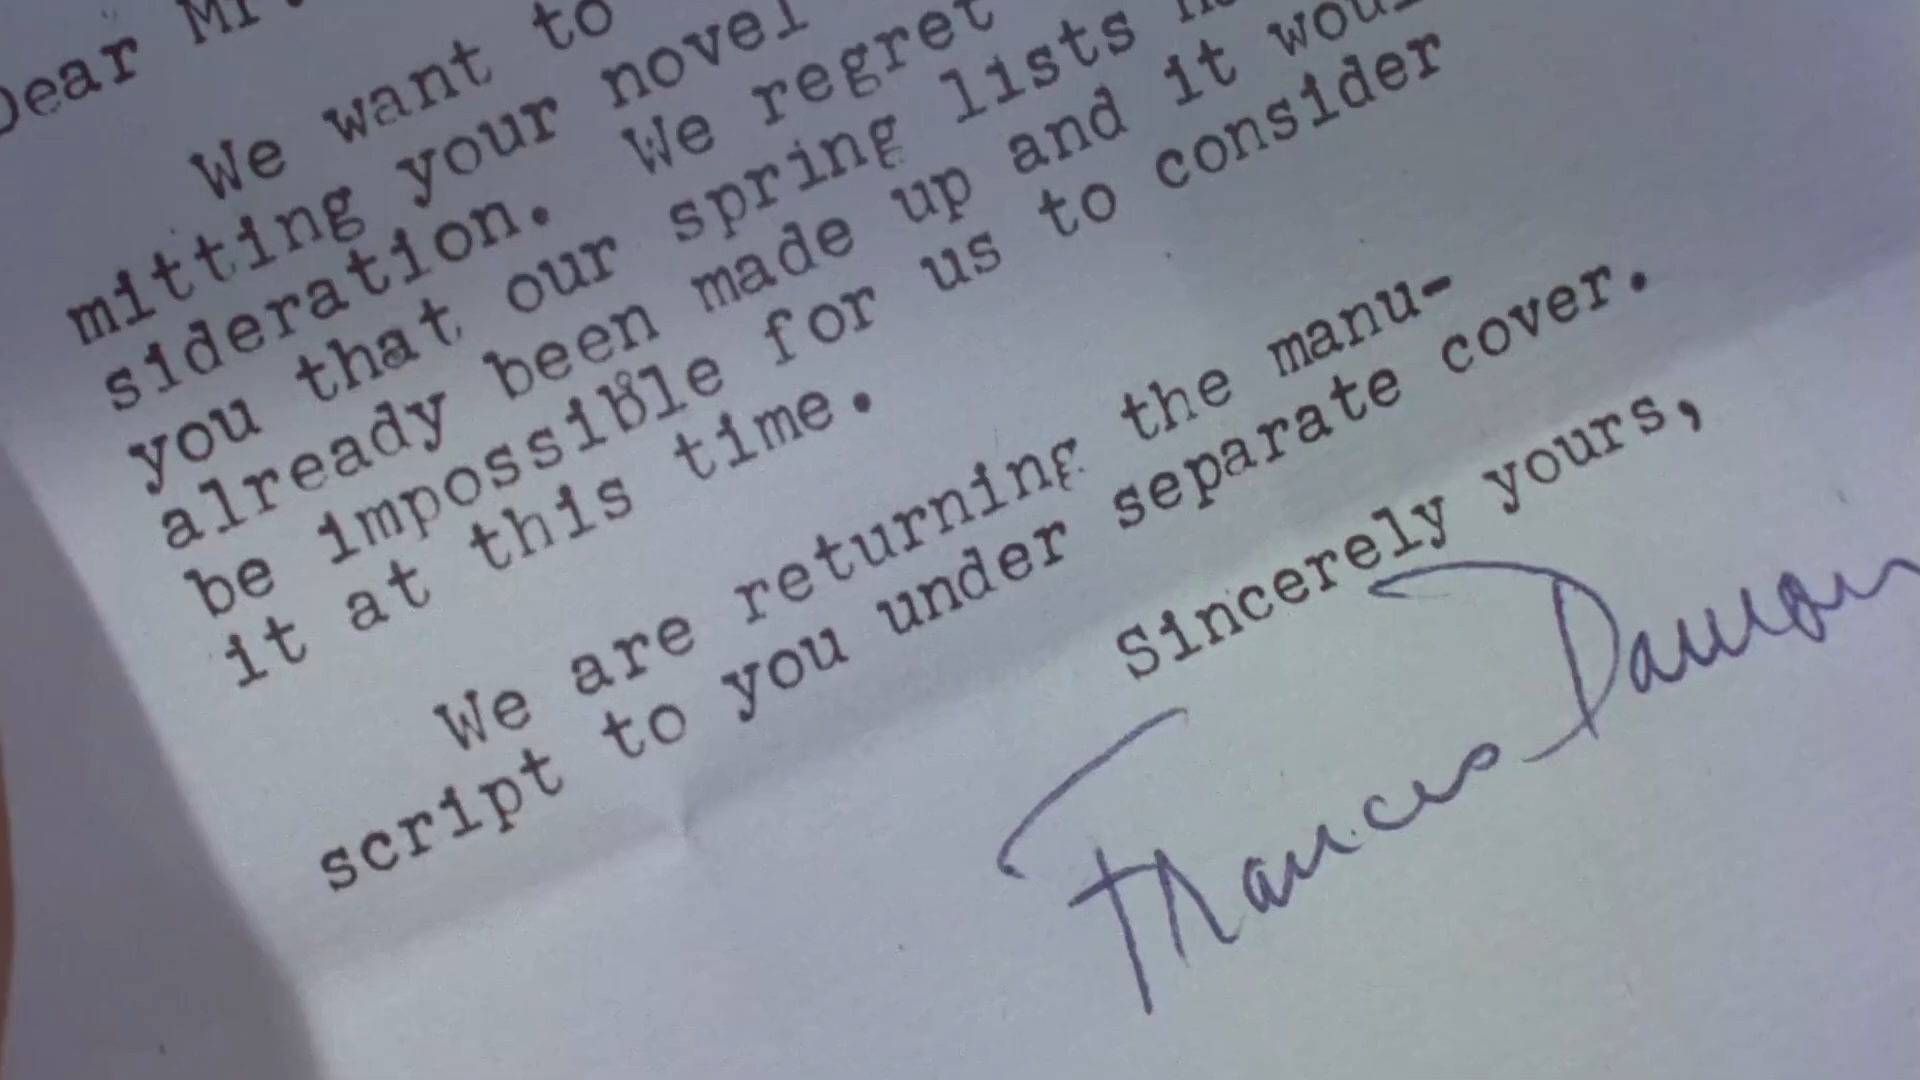 Dear Mr.
We want to
mitting your novel
sideration. We regret
you that our spring lists
already been made up and it
be impossible for us to consider
it at this time.
We are returning the manu-
script to you under separate cover.
Sincerely yours,
Frances